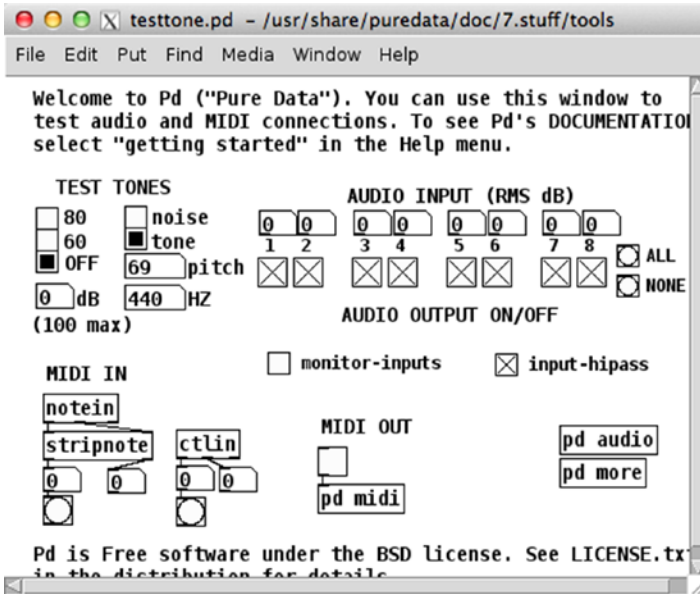 testtone.pd - /usr/share/puredata/doc/7.stuff/tools
File Edit Put Find Media Window Help
Welcome to Pd ("Pure Data"). You can use this window to
test audio and MIDI connections. To see Pd's DOCUMENTATIO
select "getting started" in the Help menu.
TEST TONES
AUDIO INPUT (RMS dB)
80 noise
0 0 0 0 0 0 0 0
60 tone
1 2 3 4 5 6 7 8
OFF 69 pitch
ALL
0 dB 440 HZ
NONE
(100 max)
AUDIO OUTPUT ON/OFF
monitor-inputs input-hipass
MIDI IN
notein
MIDI OUT
stripnote ctlin
pd audio
0 0 0 0
pd more
pd midi
Pd is Free software under the BSD license. See LICENSE.tx
in the distribution for details